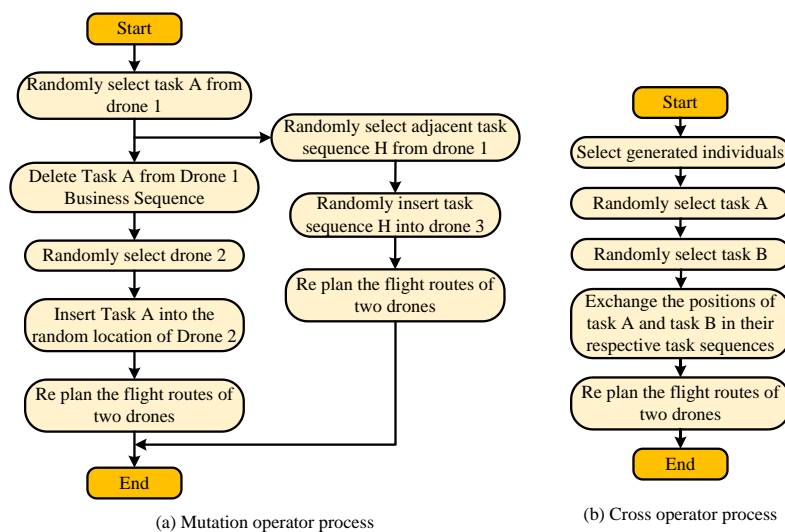 Start
Randomly select task A from
drone 1
Delete Task A from Drone 1
Business Sequence
Randomly select drone 2
Insert Task A into the
random location of Drone 2
Re plan the flight routes of
two drones
End
Randomly select adjacent task
sequence H from drone 1
Randomly insert task
sequence H into drone 3
Re plan the flight routes of
two drones
(a) Mutation operator process
Start
Select generated individuals
Randomly select task A
Randomly select task B
Exchange the positions of
task A and task B in their
respective task sequences
Re plan the flight routes of
two drones
End
(b) Cross operator process